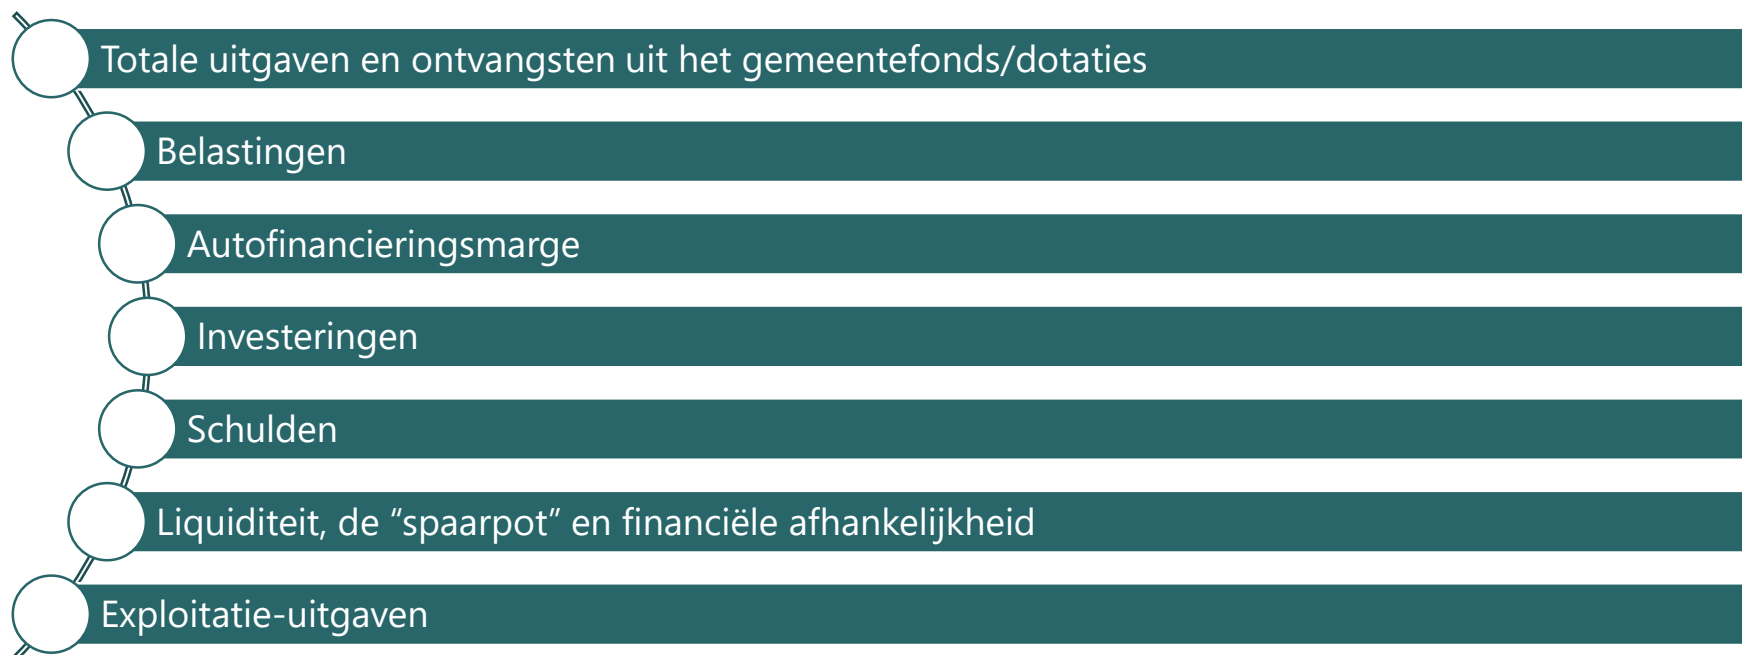 Totale uitgaven en ontvangsten uit het gemeentefonds/dotaties
Belastingen
Autofinancieringsmarge
Investeringen
Schulden
Liquiditeit, de “spaarpot” en financiële afhankelijkheid
Exploitatie-uitgaven